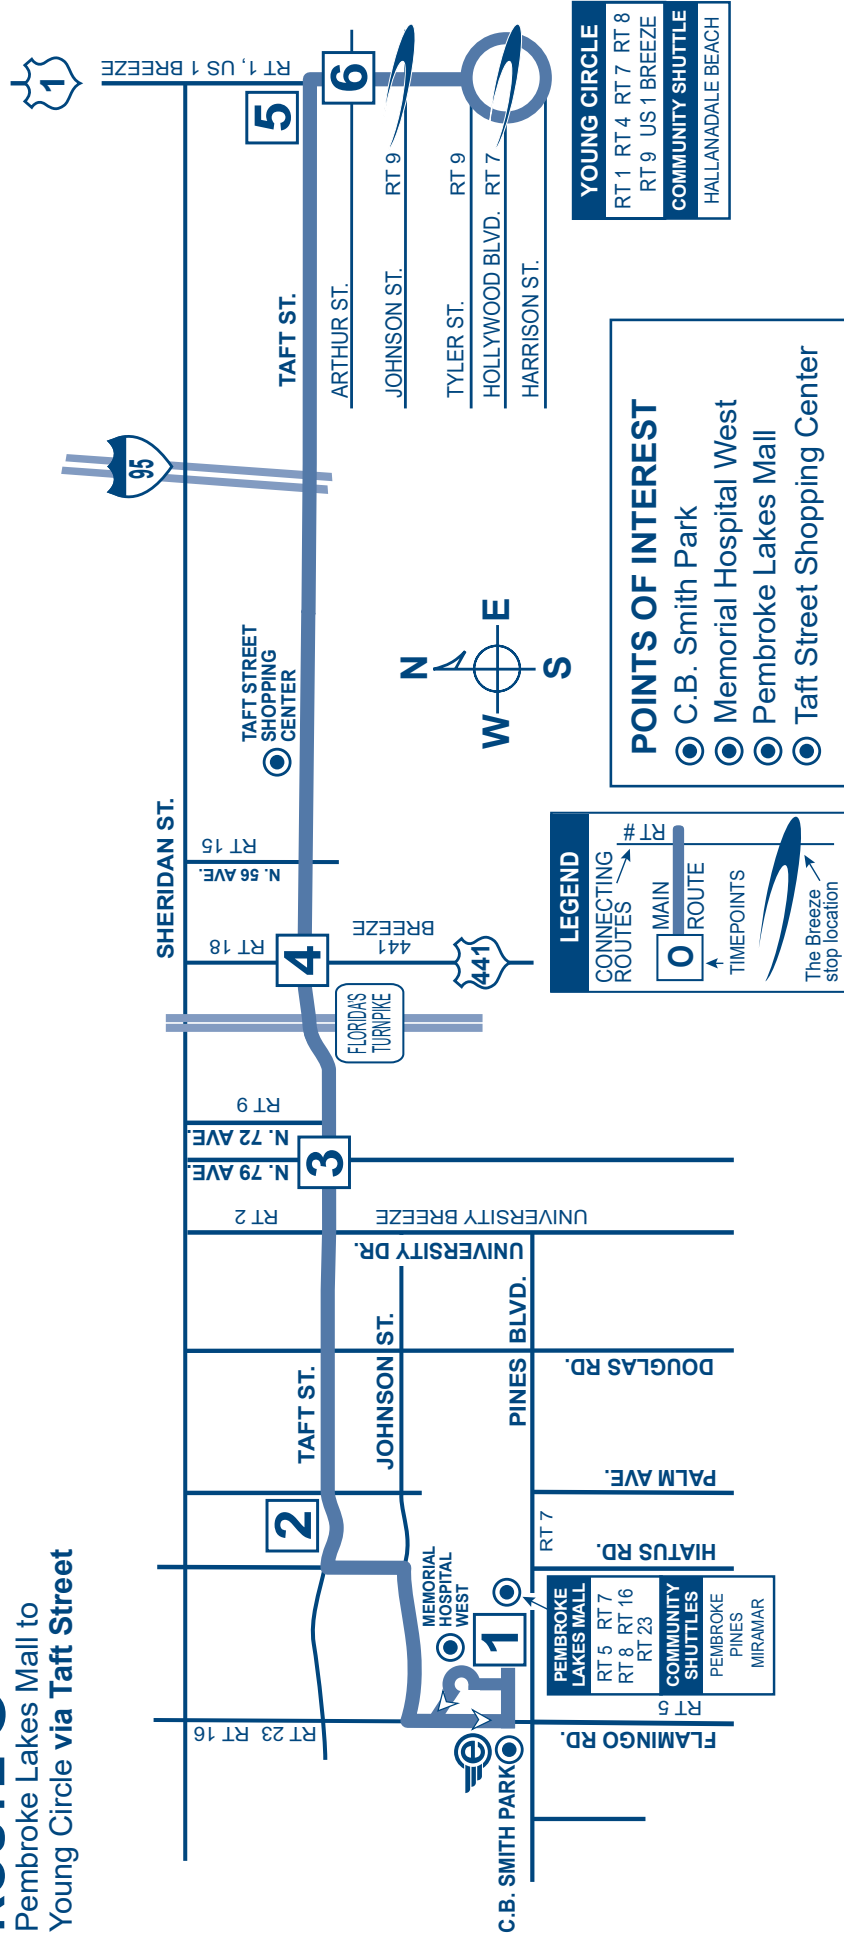 Pembroke Lakes Mall to
Young Circle via Taft Street
SHERIDAN ST.
RT 16
RT 23
FLAMINGO RD.
RT 5
C.B. SMITH PARK
e
MEMORIAL
HOSPITAL
WEST
1
PEMBROKE
LAKES MALL
RT 5 RT 7
RT 8 RT 16
RT 23
COMMUNITY
SHUTTLES
PEMBROKE
PINES
MIRAMAR
HIATUS RD.
RT 7
PALM AVE.
2
TAFT ST.
JOHNSON ST.
PINES BLVD.
DOUGLAS RD.
UNIVERSITY DR.
RT 2
UNIVERSITY BREEZE
N. 79 AVE.
3
N. 72 AVE.
RT 9
FLORIDA'S
TURNPIKE
RT 18
4
441
BREEZE
441
N. 56 AVE.
RT 15
TAFT STREET
SHOPPING
CENTER
N
W E
S
95
TAFT ST.
5
RT 1, US 1 BREEZE
1
6
ARTHUR ST.
JOHNSON ST. RT 9
TYLER ST. RT 9
HOLLYWOOD BLVD. RT 7
HARRISON ST.
YOUNG CIRCLE
RT 1 RT 4 RT 7 RT 8
RT 9 US 1 BREEZE
COMMUNITY SHUTTLE
HALLANADALE BEACH
LEGEND
CONNECTING
ROUTES
RT #
0
MAIN
ROUTE
TIMEPOINTS
The Breeze
stop location
POINTS OF INTEREST
C.B. Smith Park
Memorial Hospital West
Pembroke Lakes Mall
Taft Street Shopping Center